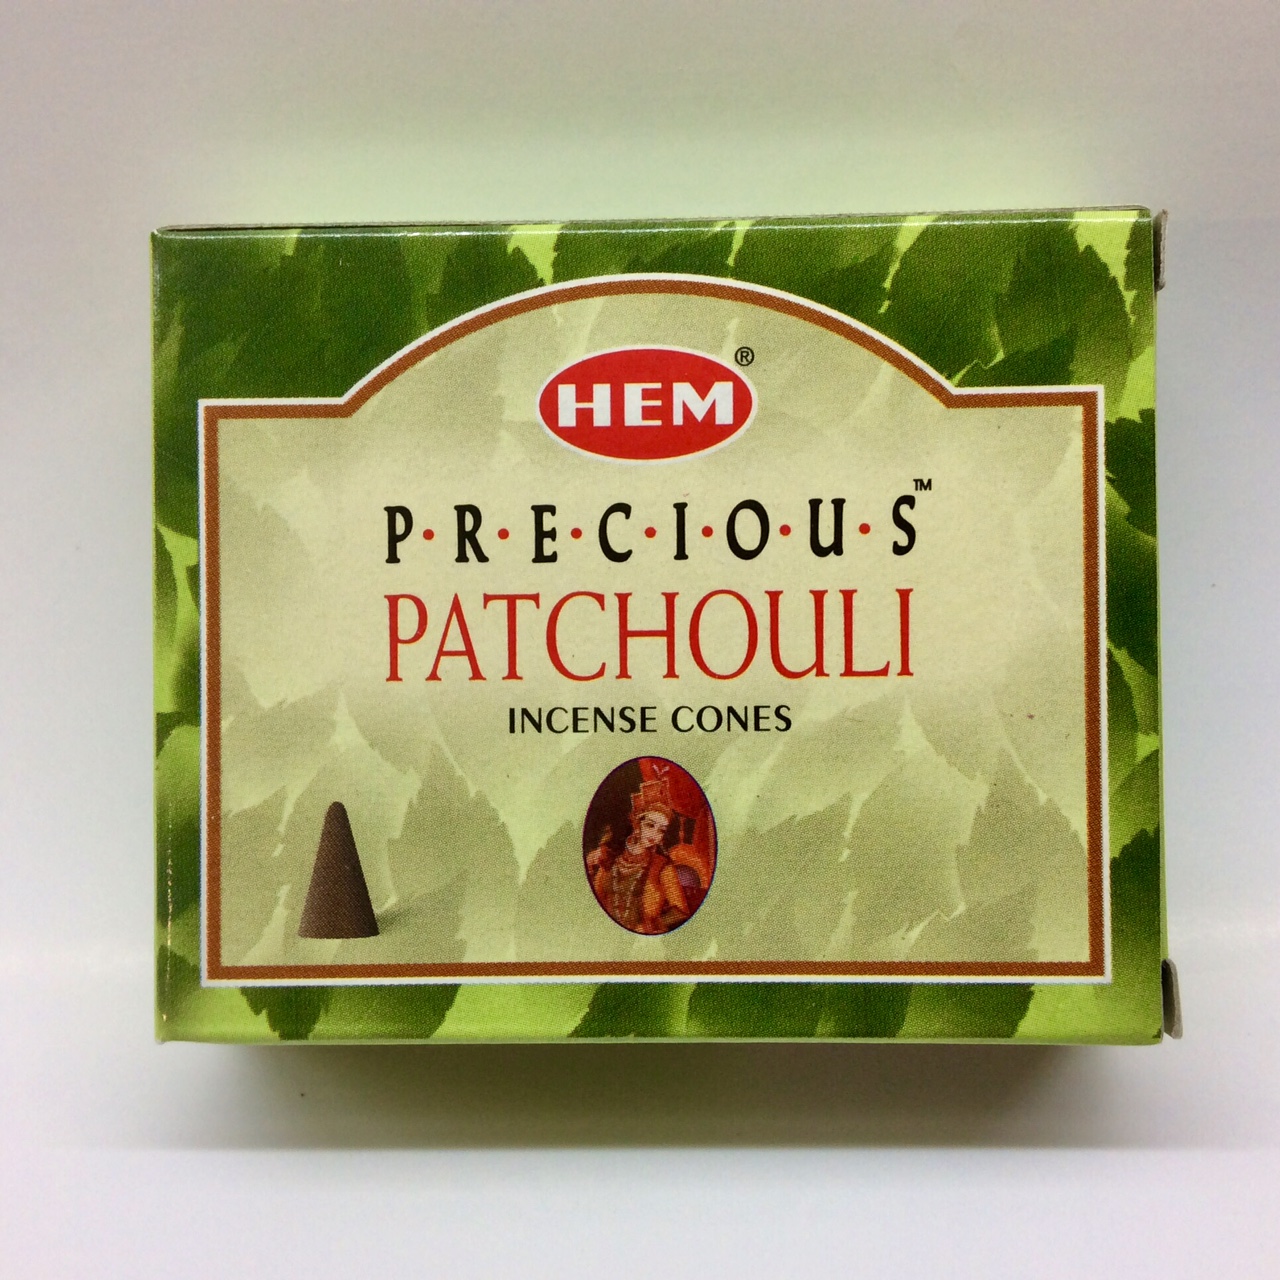 HEM®
P·R·E·C·I·O·U·S™
PATCHOULI
INCENSE CONES